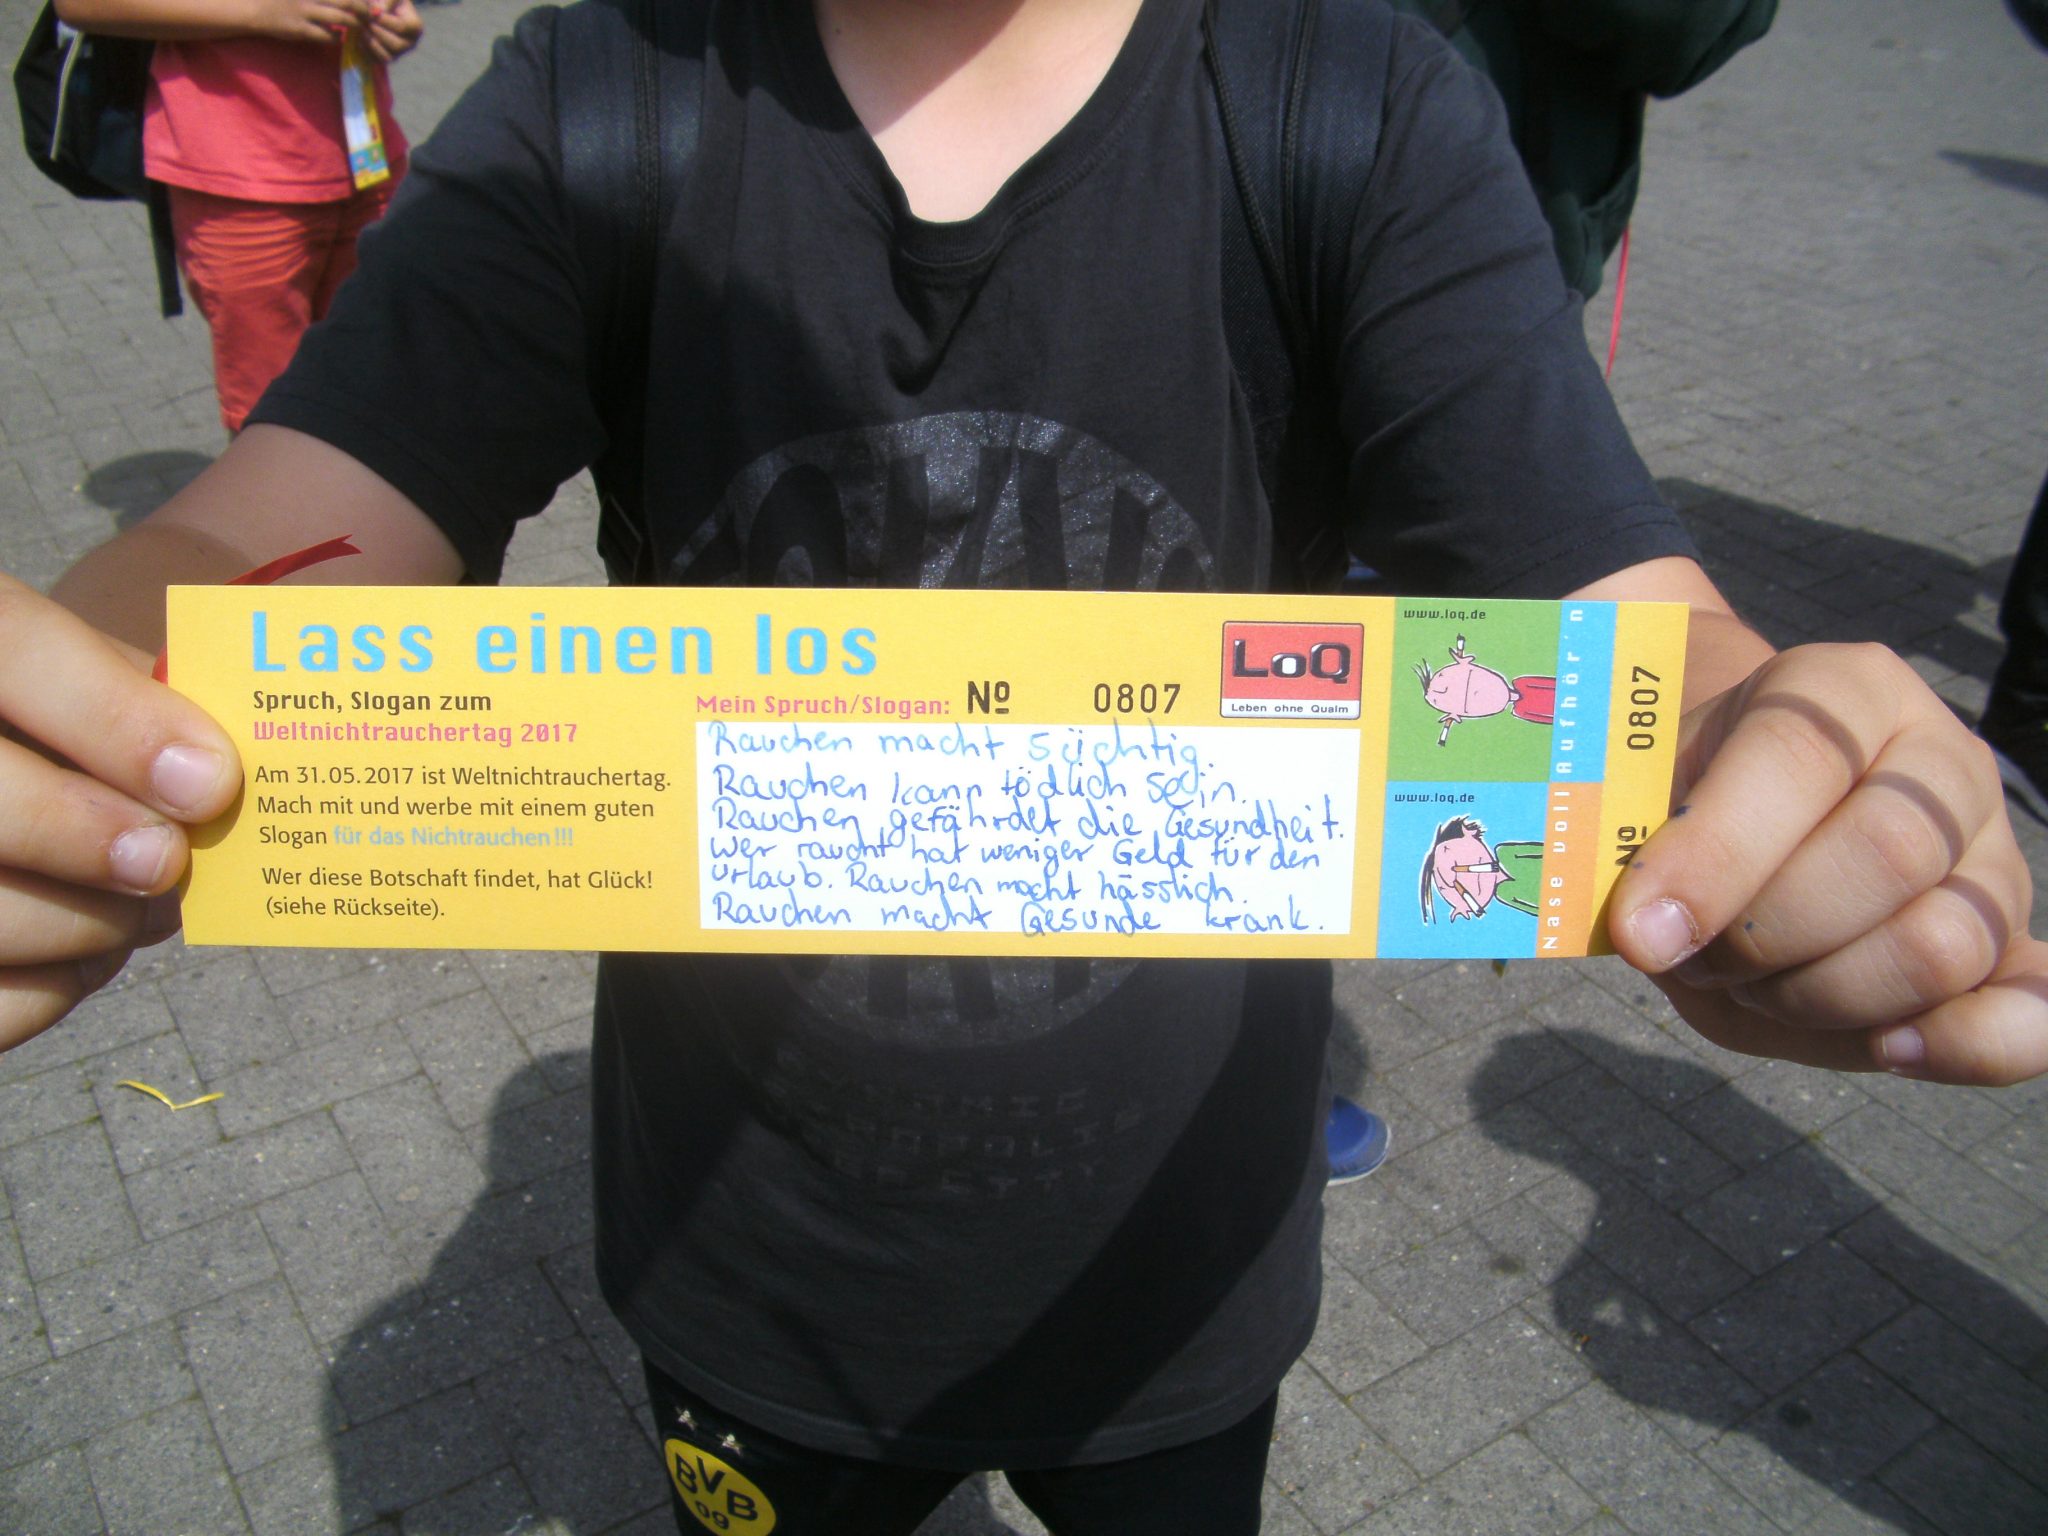 Lass einen los
Spruch, Slogan zum
Weltnichtrauchertag 2017
Am 31.05.2017 ist Weltnichtrauchertag.
Mach mit und werbe mit einem guten
Slogan für das Nichtrauchen!!!
Wer diese Botschaft findet, hat Glück!
(siehe Rückseite).
Mein Spruch/Slogan: Nº 0807
Rauchen macht süchtig.
Rauchen kann tödlich sein.
Rauchen gefährdet die Gesundheit.
Wer raucht hat weniger Geld für den
urlaub. Rauchen macht hässlich.
Rauchen macht Gesunde krank.
LoQ
Leben ohne Qualm
www.loq.de
www.loq.de
Nase voll? Aufhör'n
Nº 0807
BVB
09